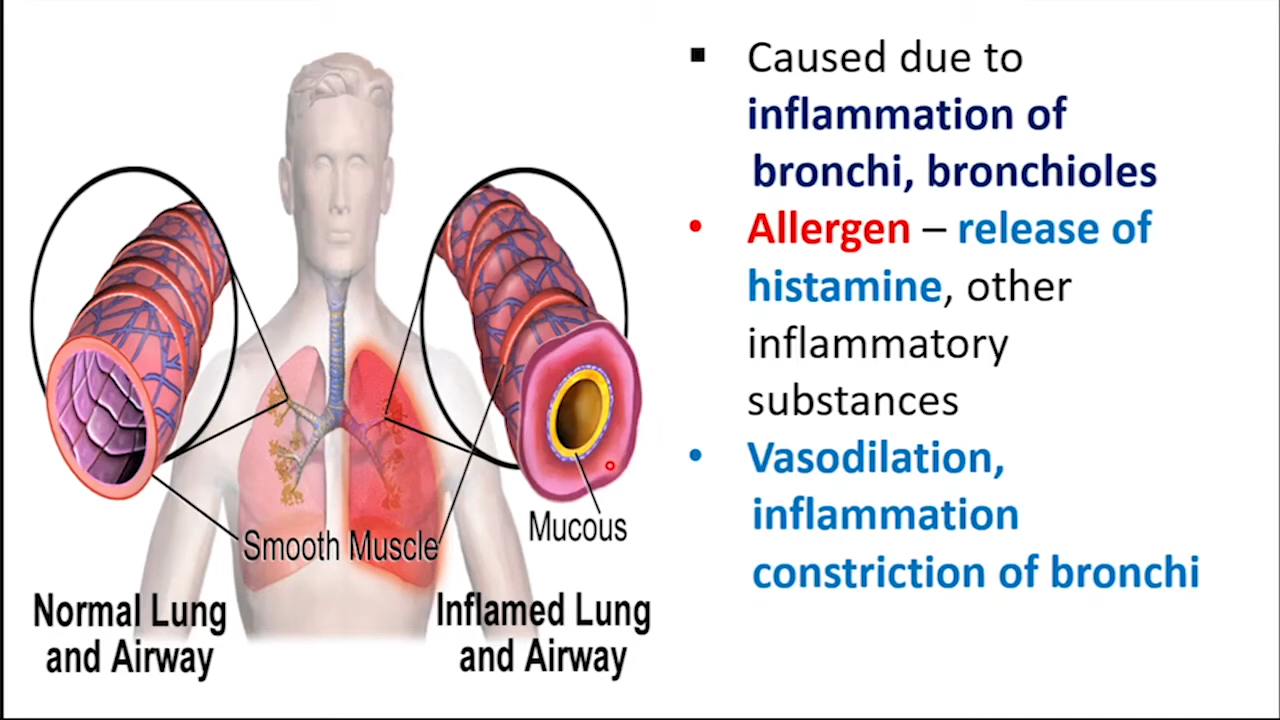 ▪ Caused due to
inflammation of
bronchi, bronchioles
• Allergen – release of
histamine, other
inflammatory
substances
• Vasodilation,
inflammation
constriction of bronchi
Mucous
Smooth Muscle
Normal Lung
and Airway
Inflamed Lung
and Airway